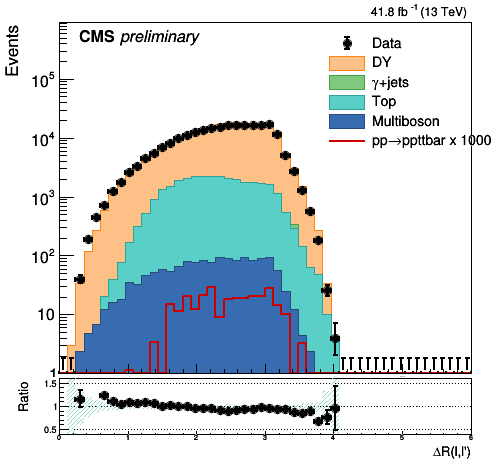 41.8 fb⁻¹ (13 TeV)
CMS preliminary
Events
Data
DY
γ+jets
Top
Multiboson
pp→ppttbar x 1000
10⁵
10⁴
10³
10²
10
1
Ratio
1.5
1
0.5
0 1 2 3 4 5 6
ΔR(l,l')